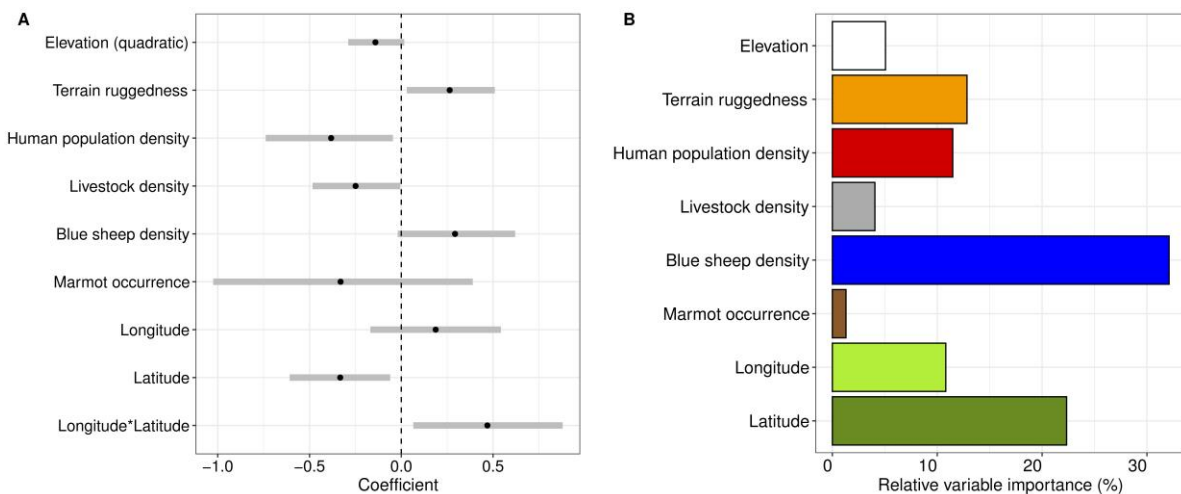 A
Elevation (quadratic)
Terrain ruggedness
Human population density
Livestock density
Blue sheep density
Marmot occurrence
Longitude
Latitude
Longitude*Latitude
−1.0 −0.5 0.0 0.5
Coefficient
B
Elevation
Terrain ruggedness
Human population density
Livestock density
Blue sheep density
Marmot occurrence
Longitude
Latitude
0 10 20 30
Relative variable importance (%)